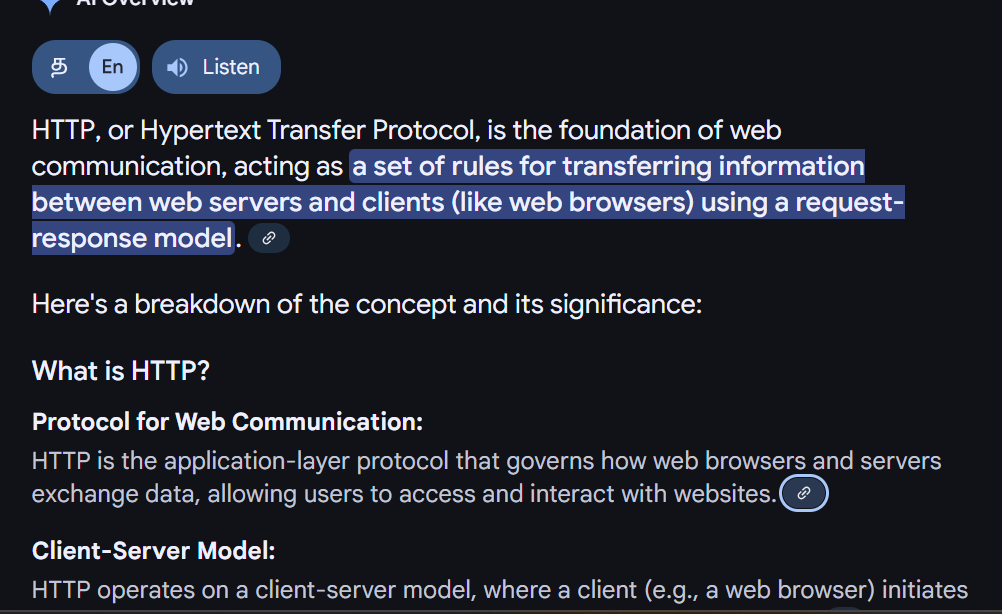 AI Overview
த En Listen
HTTP, or Hypertext Transfer Protocol, is the foundation of web
communication, acting as a set of rules for transferring information
between web servers and clients (like web browsers) using a request-
response model.
Here's a breakdown of the concept and its significance:
What is HTTP?
Protocol for Web Communication:
HTTP is the application-layer protocol that governs how web browsers and servers
exchange data, allowing users to access and interact with websites.
Client-Server Model:
HTTP operates on a client-server model, where a client (e.g., a web browser) initiates